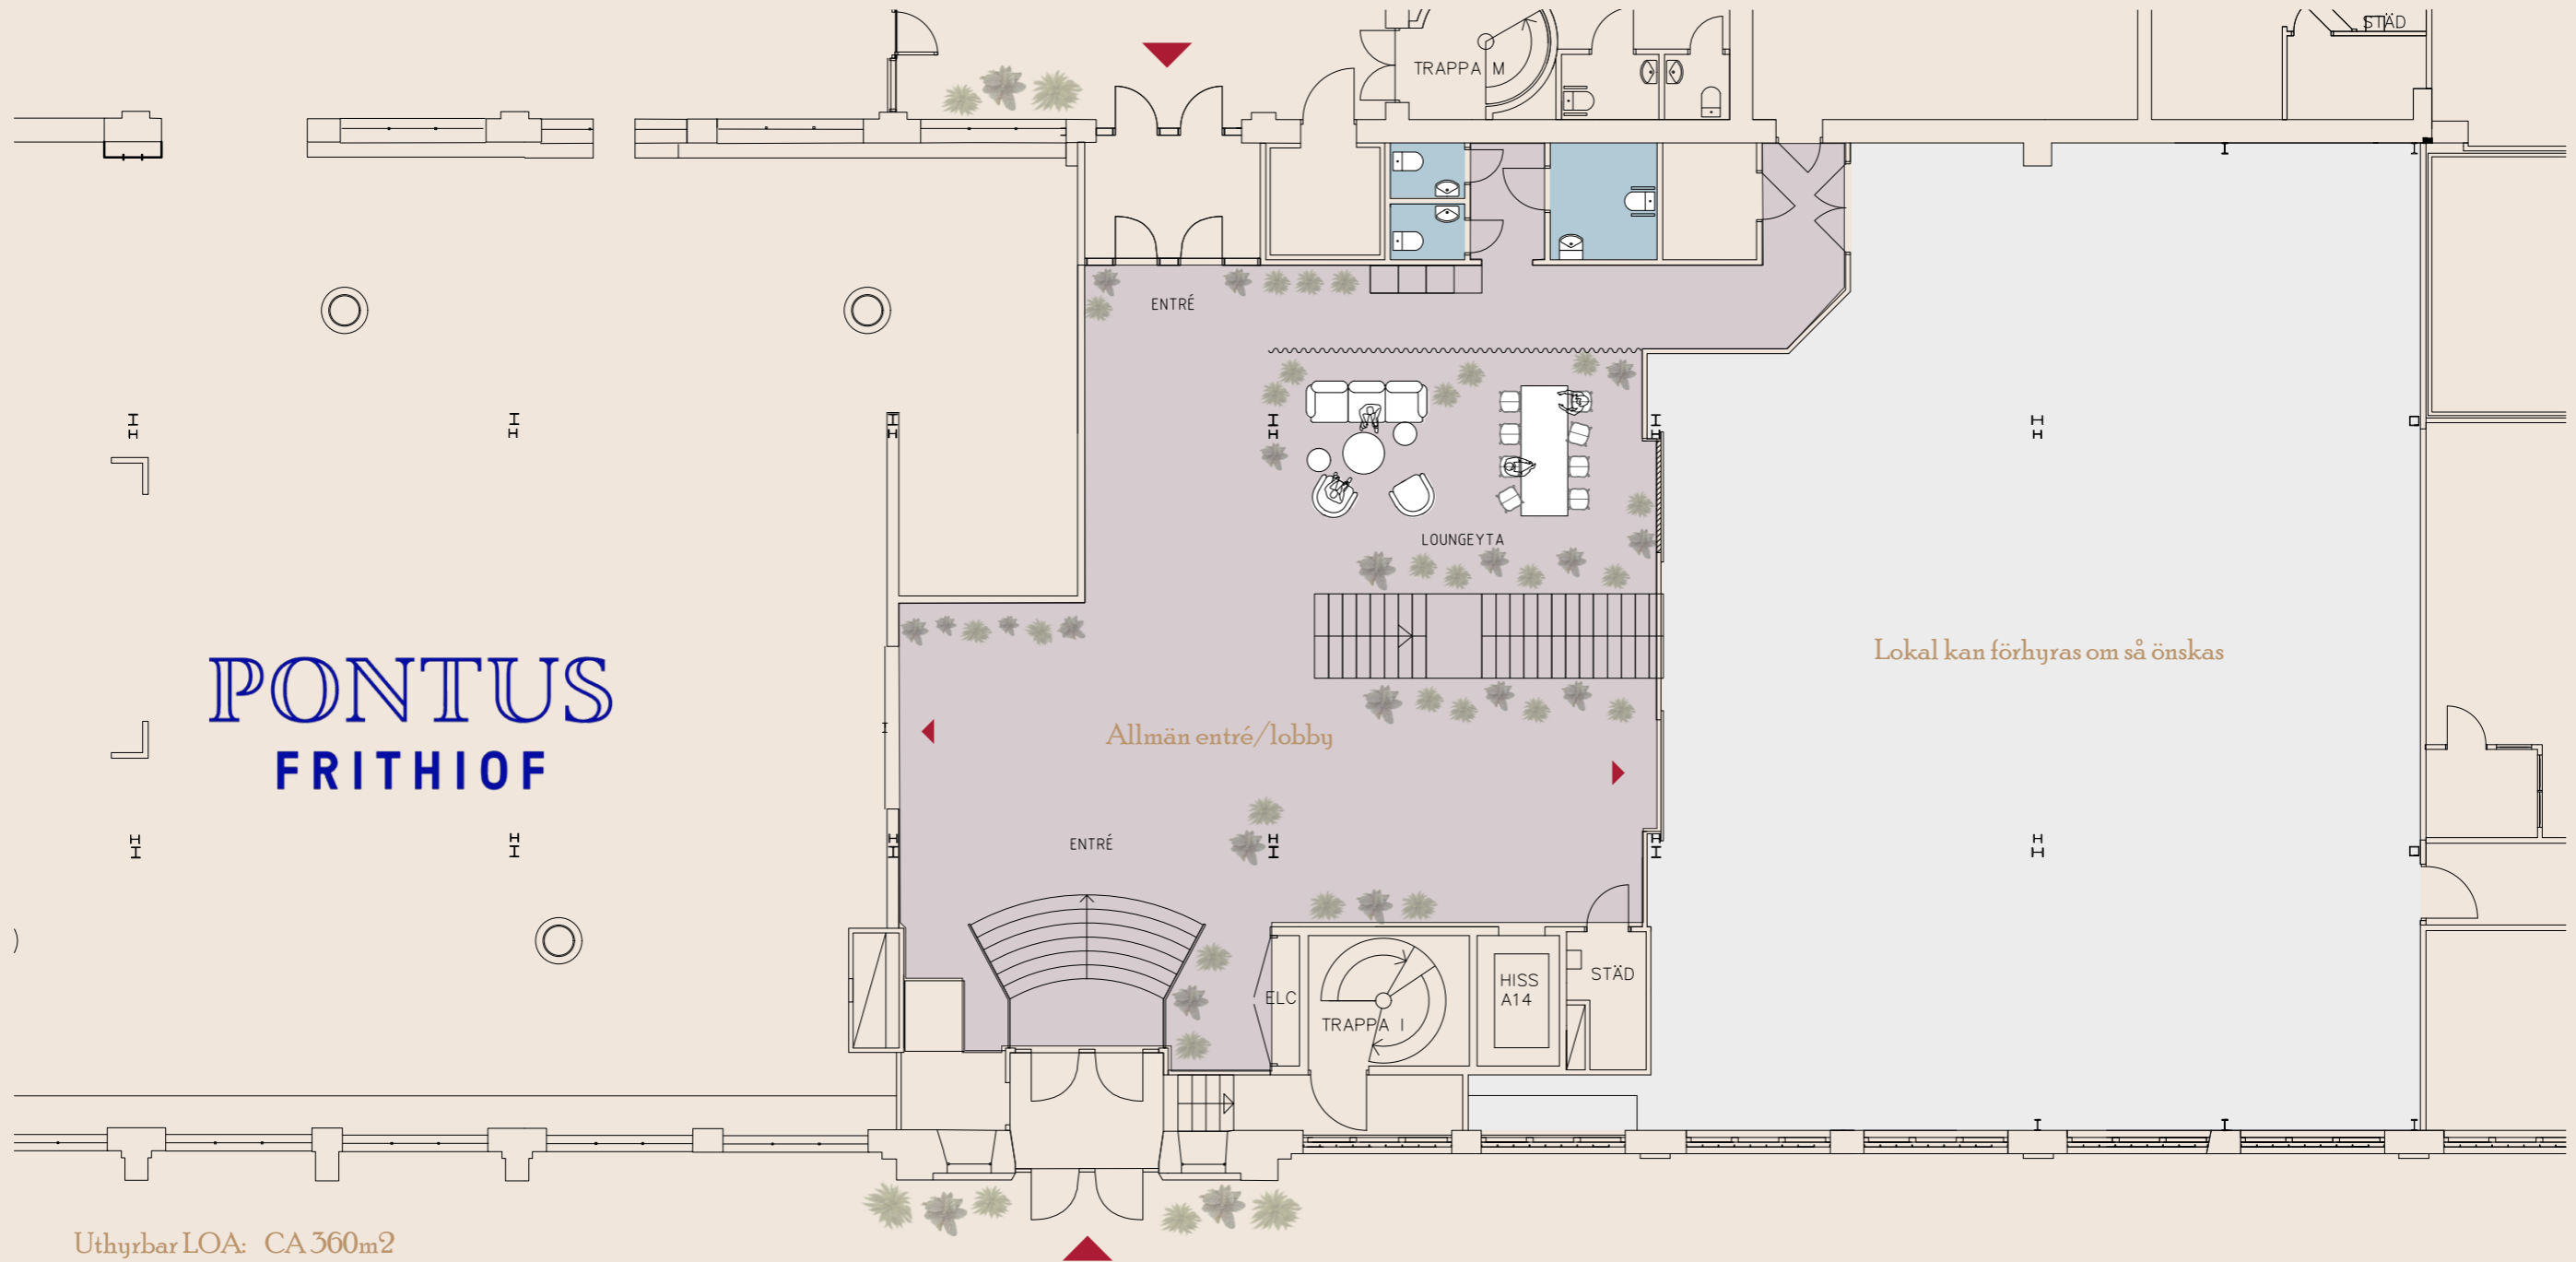 STÄD
TRAPPA M
ENTRÉ
LOUNGEYTA
Lokal kan förhyras om så önskas
PONTUS
FRITHIOF
Allmän entré/lobby
ENTRÉ
ELC
TRAPPA I
HISS
A14
STÄD
Uthyrbar LOA: CA 360m2